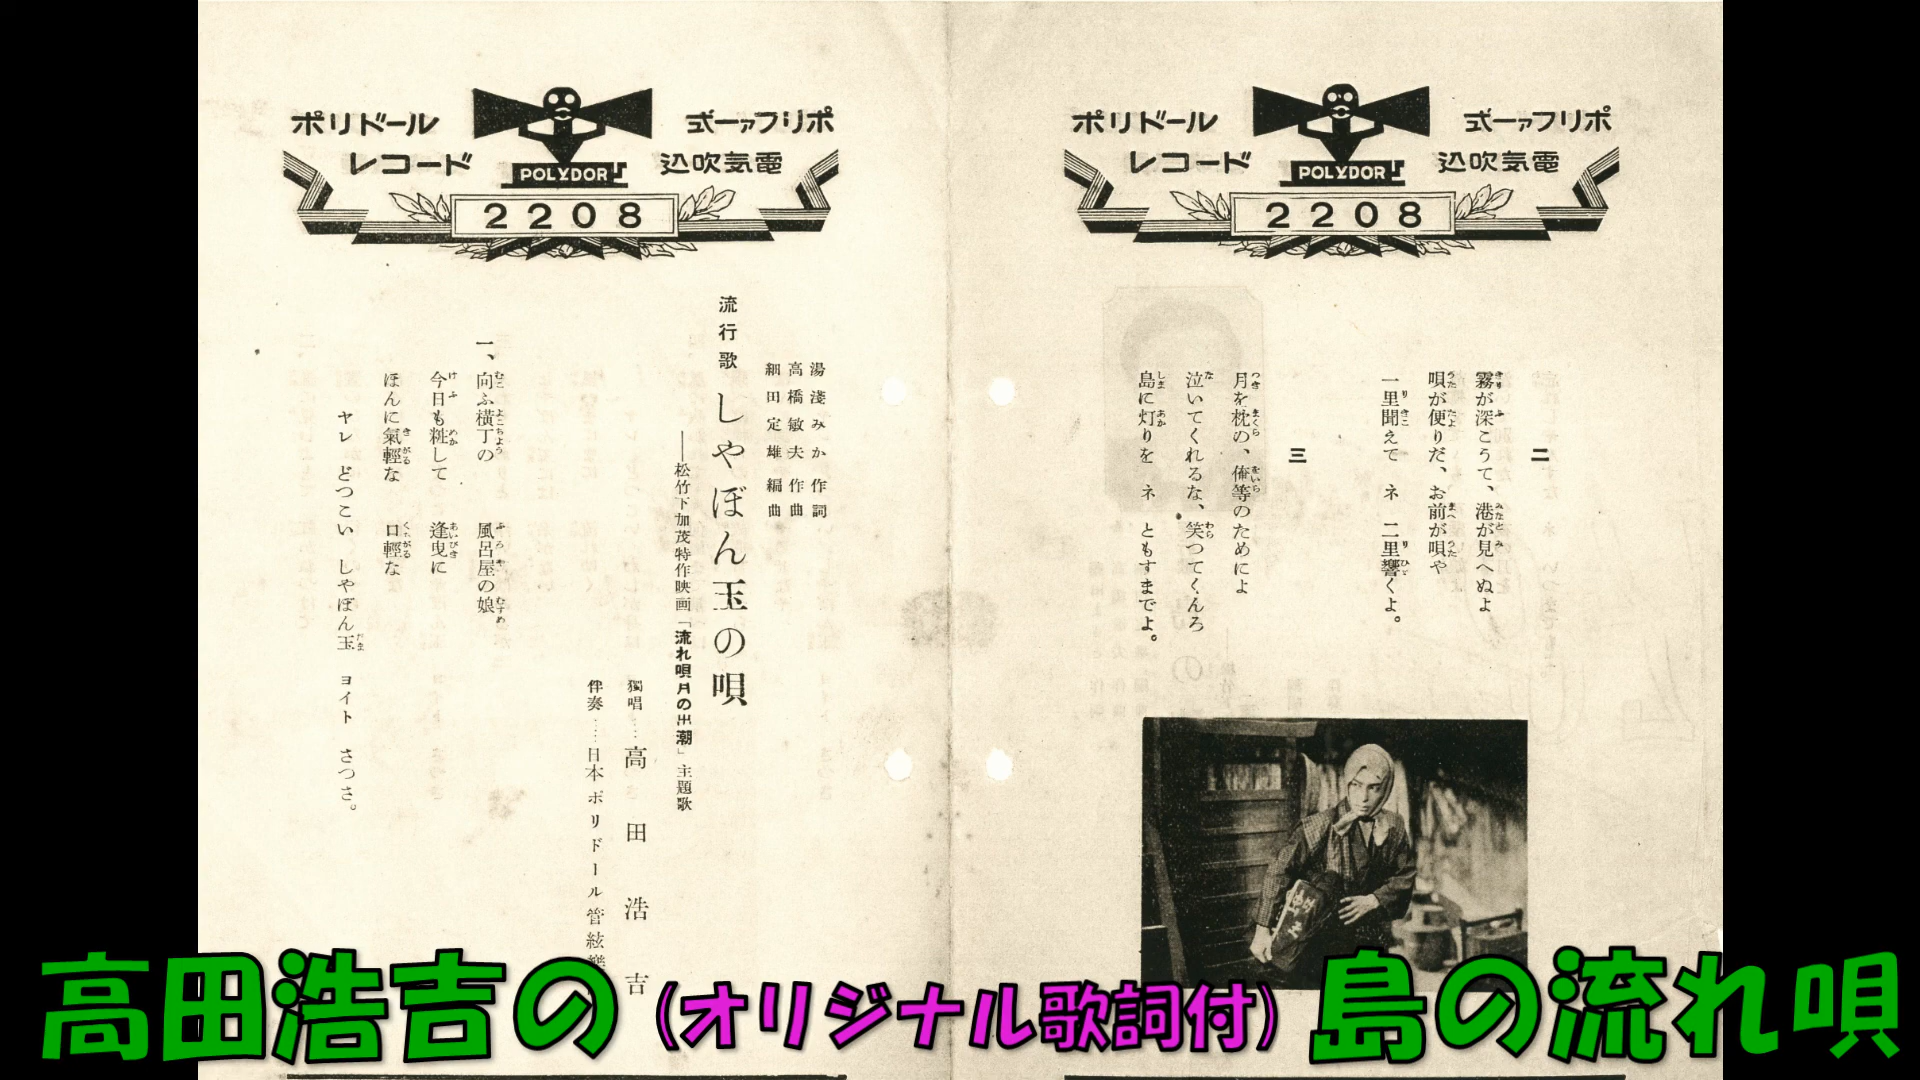 ポリドール
レコード
POLYDOR
式ーァフリポ
込吹気電
2208
ポリドール
レコード
POLYDOR
式ーァフリポ
込吹気電
2208
二
霧が深こうて、港が見へぬよ
唄が便りだ、お前が唄や
一里聞えて ネ 二里響くよ。
三
月を枕の、俺等のためによ
泣いてくれるな、笑つてくんろ
島に灯りを ネ ともすまでよ。
湯淺みか作詞
高橋敏夫作曲
細田定雄編曲
流行歌 しやぼん玉の唄
──松竹下加茂特作映画「流れ唄月の出潮」主題歌
獨唱……高田浩吉
伴奏……日本ポリドール管絃樂
一、向ふ横丁の 風呂屋の娘
今日も粧して 逢曳に
ほんに氣輕な 口輕な
ヤレ どつこい しやぼん玉 ヨイト さつさ。
高田浩吉の(オリジナル歌詞付)島の流れ唄